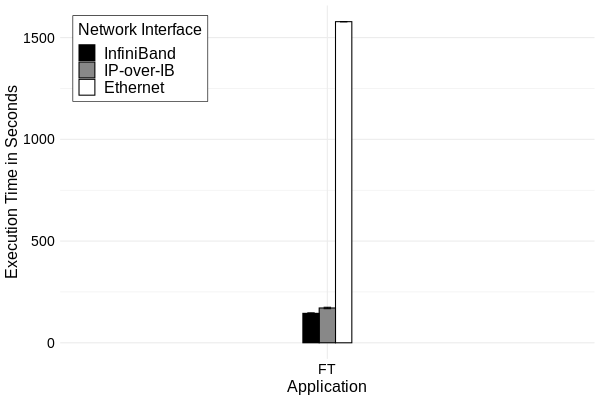 Network Interface
InfiniBand
IP-over-IB
Ethernet
Execution Time in Seconds
1500
1000
500
0
FT
Application